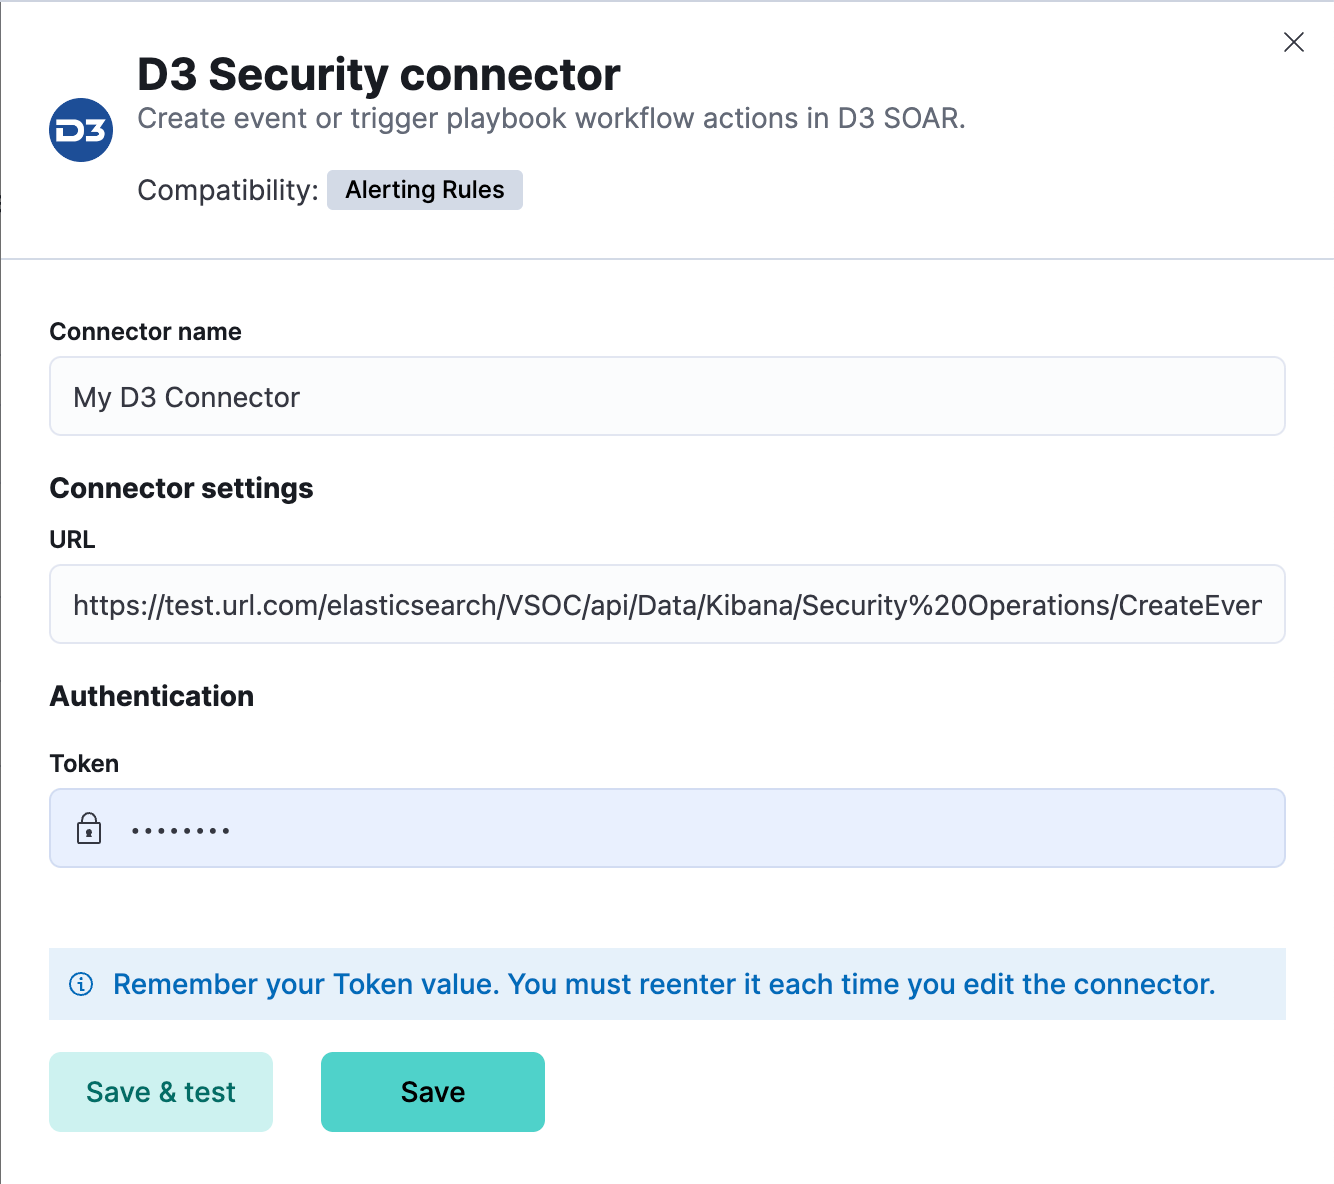 D3 Security connector
D3
Create event or trigger playbook workflow actions in D3 SOAR.
Compatibility: Alerting Rules
Connector name
My D3 Connector
Connector settings
URL
https://test.url.com/elasticsearch/VSOC/api/Data/Kibana/Security%20Operations/CreateEver
Authentication
Token
••••••••
Remember your Token value. You must reenter it each time you edit the connector.
Save & test
Save